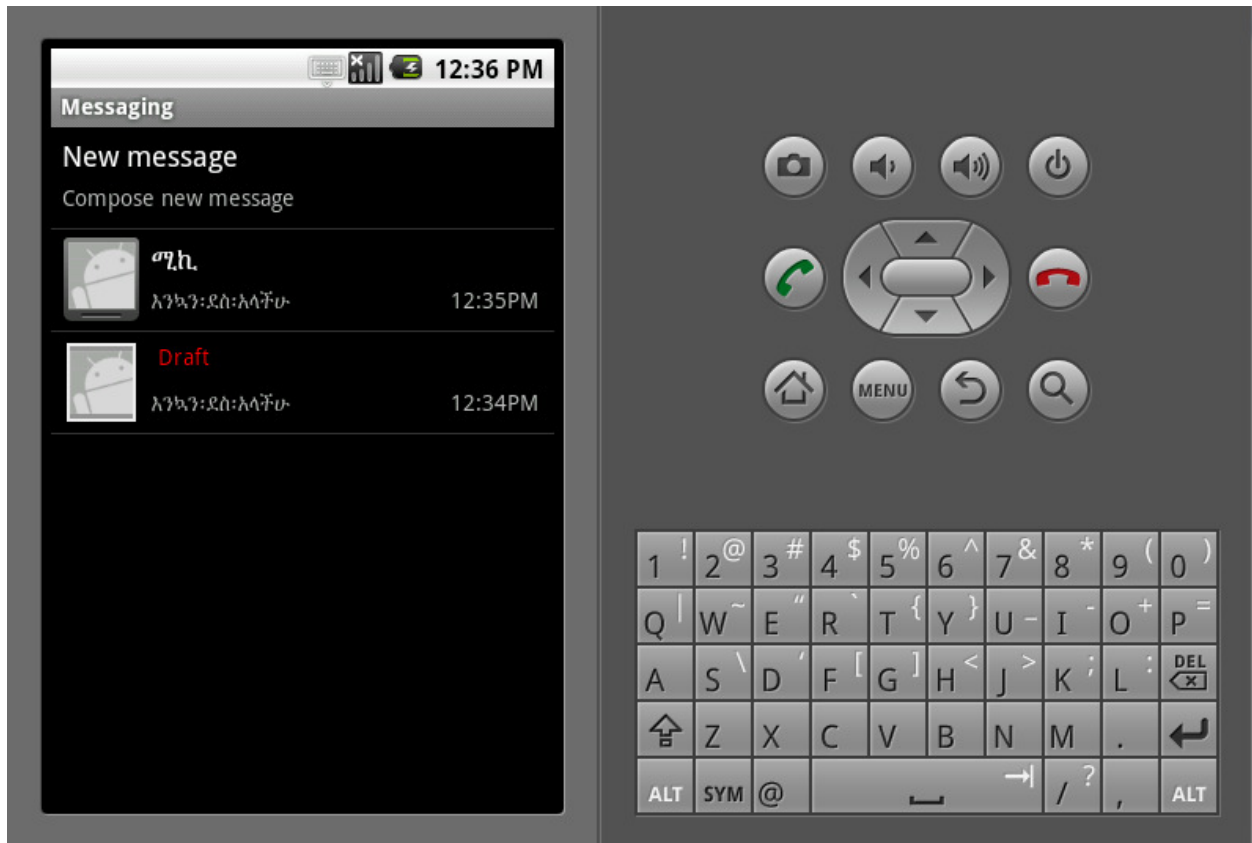 12:36 PM
Messaging
New message
Compose new message
ሚኪ
እንኳን፡ደስ፡አላችሁ 12:35PM
Draft
እንኳን፡ደስ፡አላችሁ 12:34PM
MENU
1 ! 2 @ 3 # 4 $ 5 % 6 ^ 7 & 8 * 9 ( 0 )
Q | W ~ E " R ` T { Y } U _ I - O + P =
A S \ D ' F [ G ] H < J > K ; L : DEL
Z X C V B N M .
ALT SYM @ / ? , ALT